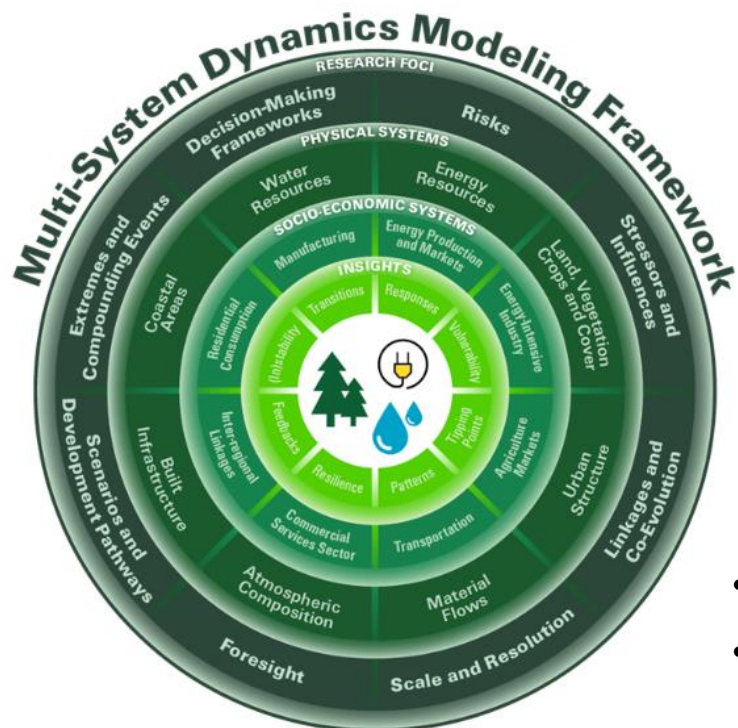 Multi-System Dynamics Modeling Framework
RESEARCH FOCI
Decision-Making
Frameworks
Risks
Stressors and
Influences
Linkages and
Co-Evolution
Scale and Resolution
Foresight
Scenarios and
Development Pathways
Extremes and
Compounding Events
PHYSICAL SYSTEMS
Water
Resources
Energy
Resources
Land, Vegetation
Crops and Cover
Urban
Structure
Material
Flows
Atmospheric
Composition
Built
Infrastructure
Coastal
Areas
SOCIO-ECONOMIC SYSTEMS
Manufacturing
Energy Production
and Markets
Energy-Intensive
Industry
Agriculture
Markets
Transportation
Commercial
Services Sector
Inter-regional
Linkages
Residential
Consumption
INSIGHTS
Transitions
Responses
Vulnerability
Tipping
Points
Patterns
Resilience
Feedbacks
(In)stability
•
•